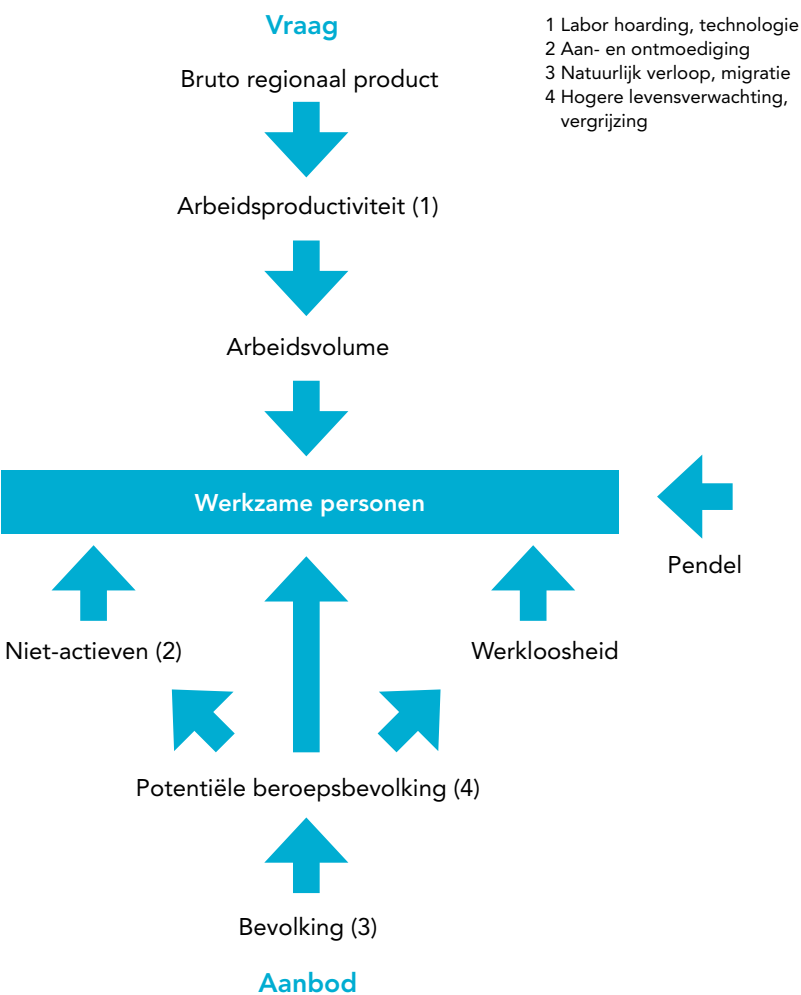 Vraag
1 Labor hoarding, technologie
2 Aan- en ontmoediging
3 Natuurlijk verloop, migratie
4 Hogere levensverwachting,
vergrijzing
Bruto regionaal product
Arbeidsproductiviteit (1)
Arbeidsvolume
Werkzame personen
Pendel
Niet-actieven (2)
Werkloosheid
Potentiële beroepsbevolking (4)
Bevolking (3)
Aanbod